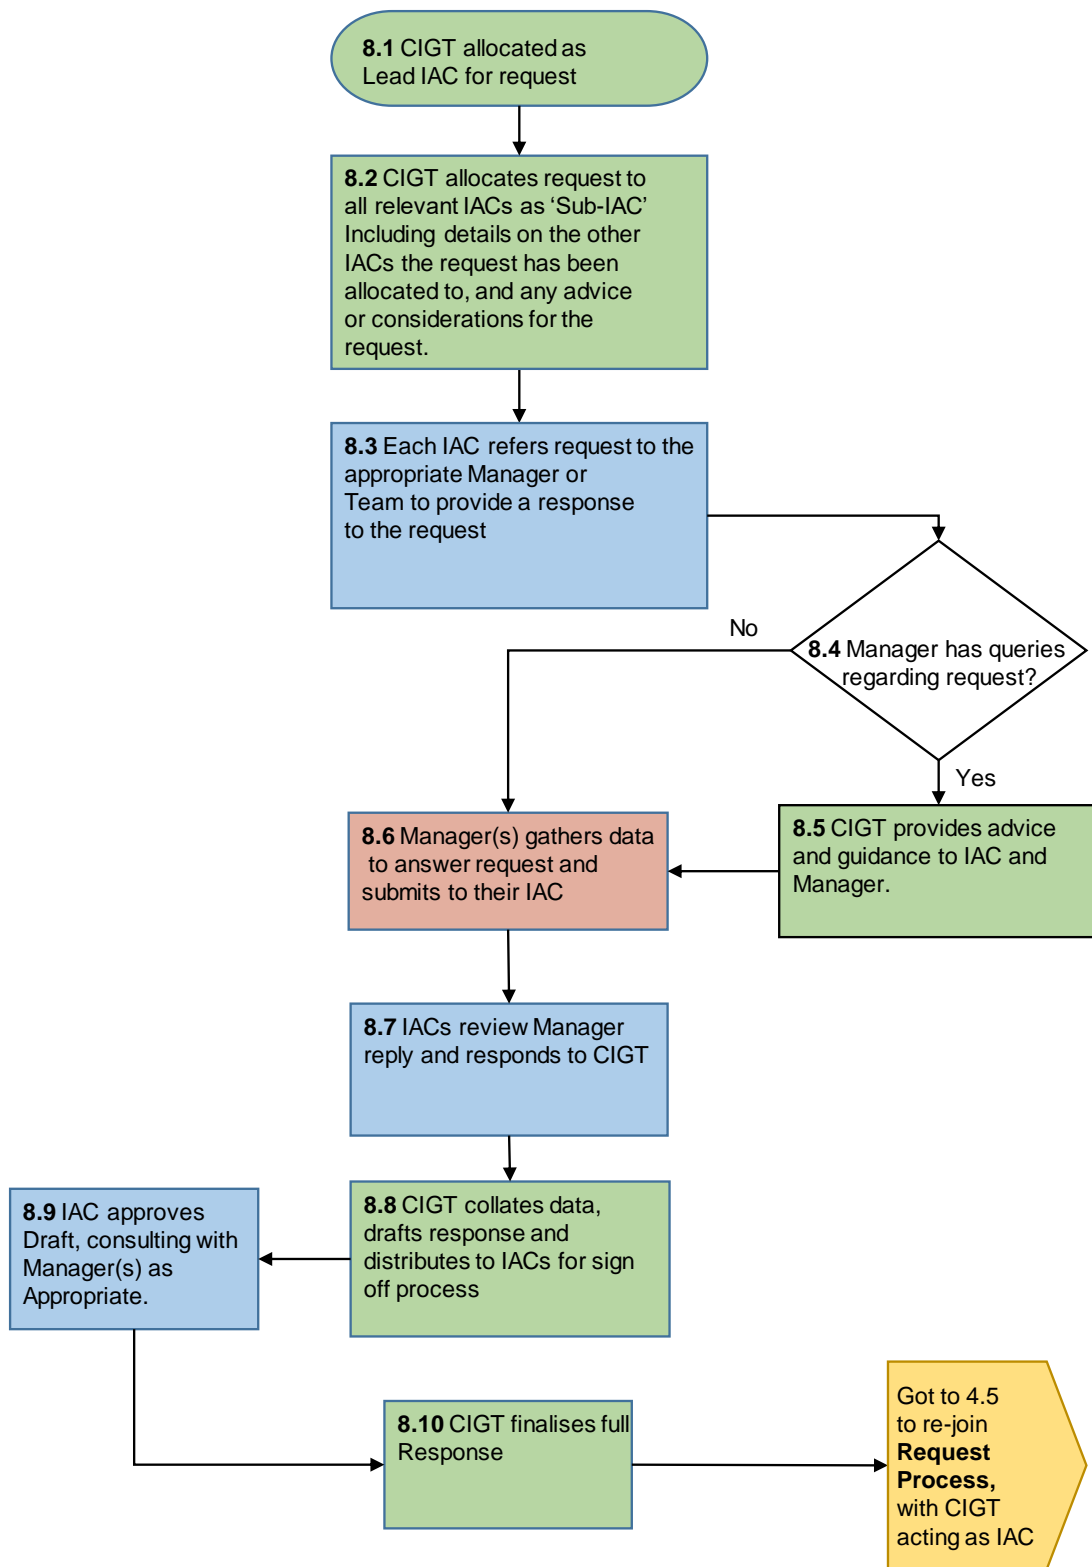 8.1 CIGT allocated as
Lead IAC for request
8.2 CIGT allocates request to
all relevant IACs as ‘Sub-IAC’
Including details on the other
IACs the request has been
allocated to, and any advice
or considerations for the
request.
8.3 Each IAC refers request to the
appropriate Manager or
Team to provide a response
to the request
No
8.4 Manager has queries
regarding request?
Yes
8.5 CIGT provides advice
and guidance to IAC and
Manager.
8.6 Manager(s) gathers data
to answer request and
submits to their IAC
8.7 IACs review Manager
reply and responds to CIGT
8.8 CIGT collates data,
drafts response and
distributes to IACs for sign
off process
8.9 IAC approves
Draft, consulting with
Manager(s) as
Appropriate.
8.10 CIGT finalises full
Response
Got to 4.5
to re-join
Request
Process,
with CIGT
acting as IAC